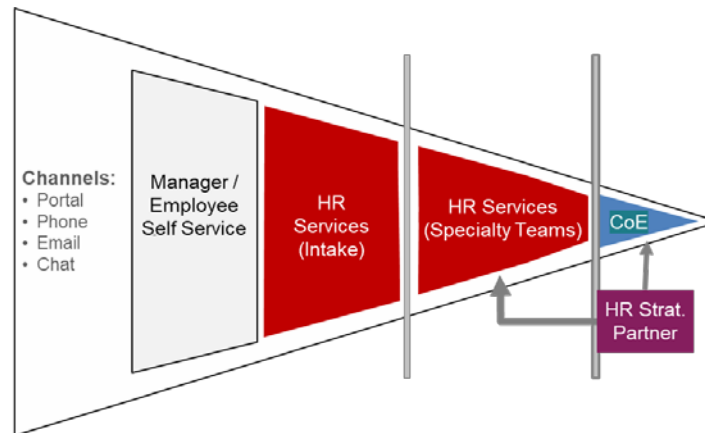 Channels:
• Portal
• Phone
• Email
• Chat
Manager /
Employee
Self Service
HR
Services
(Intake)
HR Services
(Specialty Teams)
CoE
HR Strat.
Partner